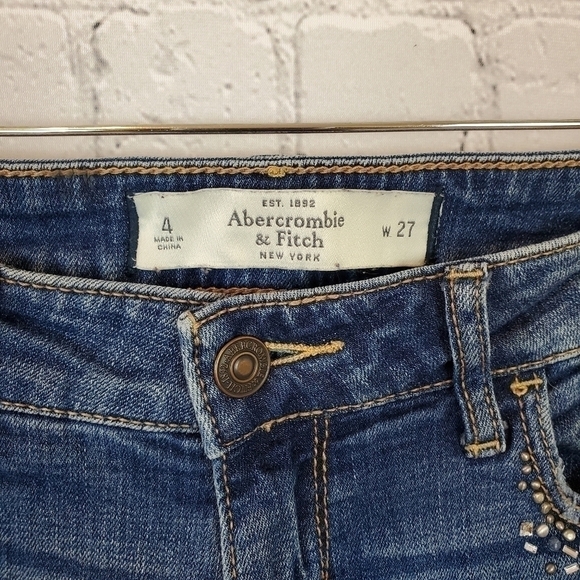 EST. 1892
4
Abercrombie
& Fitch
W 27
MADE IN
CHINA
NEW YORK